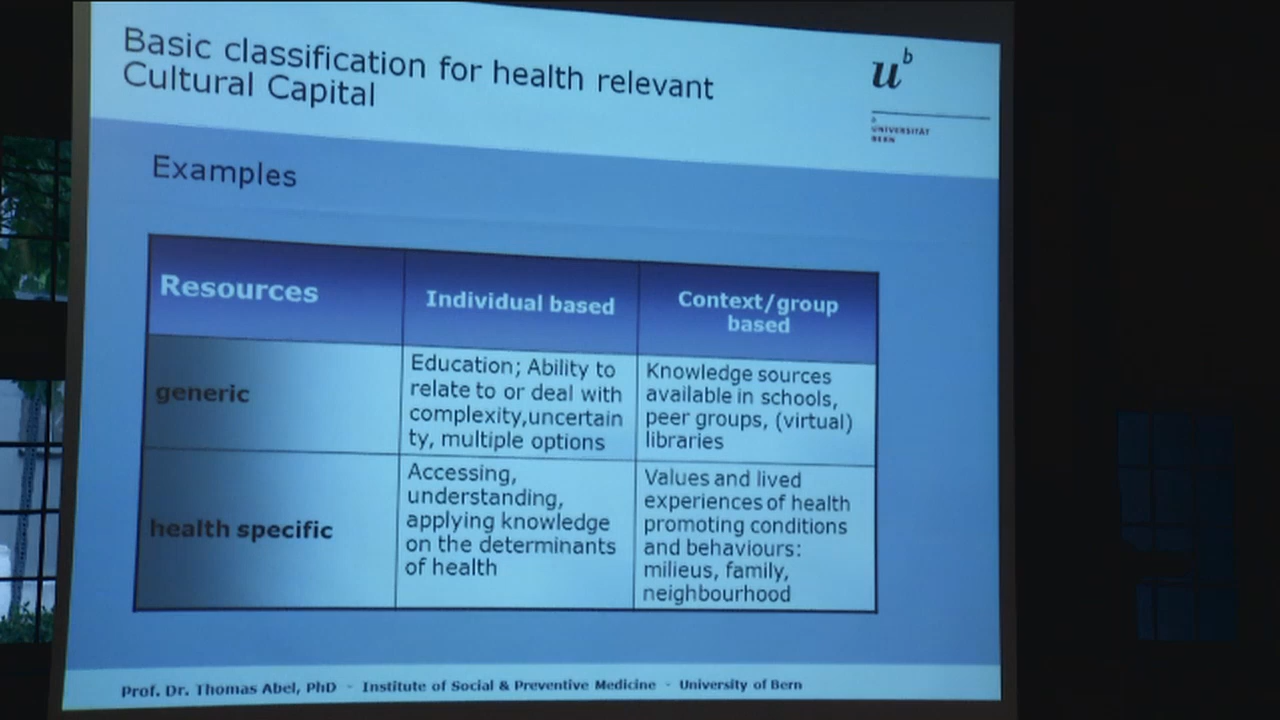 Basic classification for health relevant
Cultural Capital
u^b
b
UNIVERSITÄT
BERN
Examples
Resources
Individual based
Context/group
based
generic
Education; Ability to
relate to or deal with
complexity,uncertain
ty, multiple options
Knowledge sources
available in schools,
peer groups, (virtual)
libraries
health specific
Accessing,
understanding,
applying knowledge
on the determinants
of health
Values and lived
experiences of health
promoting conditions
and behaviours:
milieus, family,
neighbourhood
Prof. Dr. Thomas Abel, PhD - Institute of Social & Preventive Medicine - University of Bern